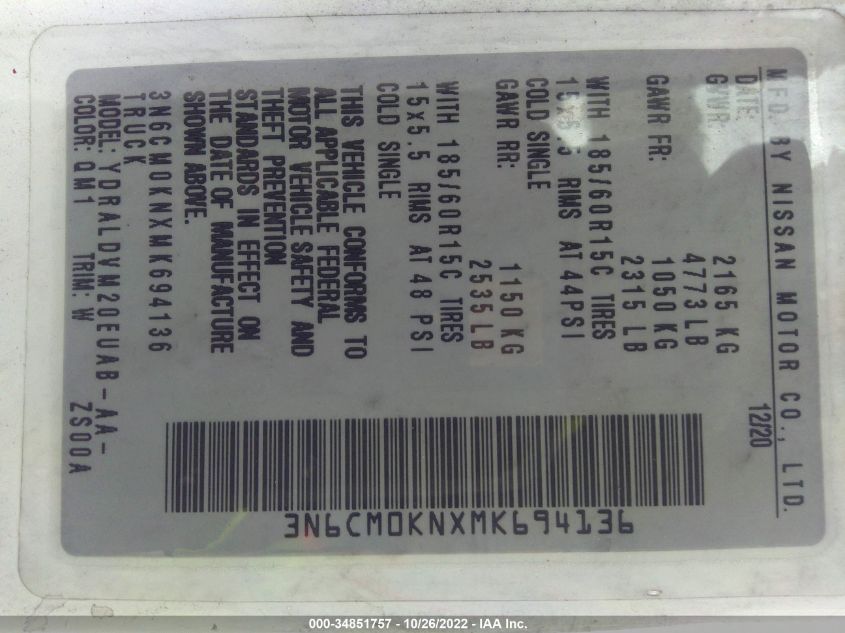 MFD. BY NISSAN MOTOR CO., LTD.
DATE: 12/20
GVWR: 2165 KG
4773 LB
GAWR FR: 1050 KG
2315 LB
WITH 185/60R15C TIRES
15x5.5 RIMS AT 44PSI
COLD SINGLE
GAWR RR: 1150 KG
2535 LB
WITH 185/60R15C TIRES
15x5.5 RIMS AT 48 PSI
COLD SINGLE
THIS VEHICLE CONFORMS TO
ALL APPLICABLE FEDERAL
MOTOR VEHICLE SAFETY AND
THEFT PREVENTION
STANDARDS IN EFFECT ON
THE DATE OF MANUFACTURE
SHOWN ABOVE.
3N6CM0KNXMK694136
TRUCK
MODEL: YDRALDVM20EUAB-AA-
COLOR: QM1 TRIM: W ZS00A
3N6CM0KNXMK694136
000-34851757 - 10/26/2022 - IAA Inc.